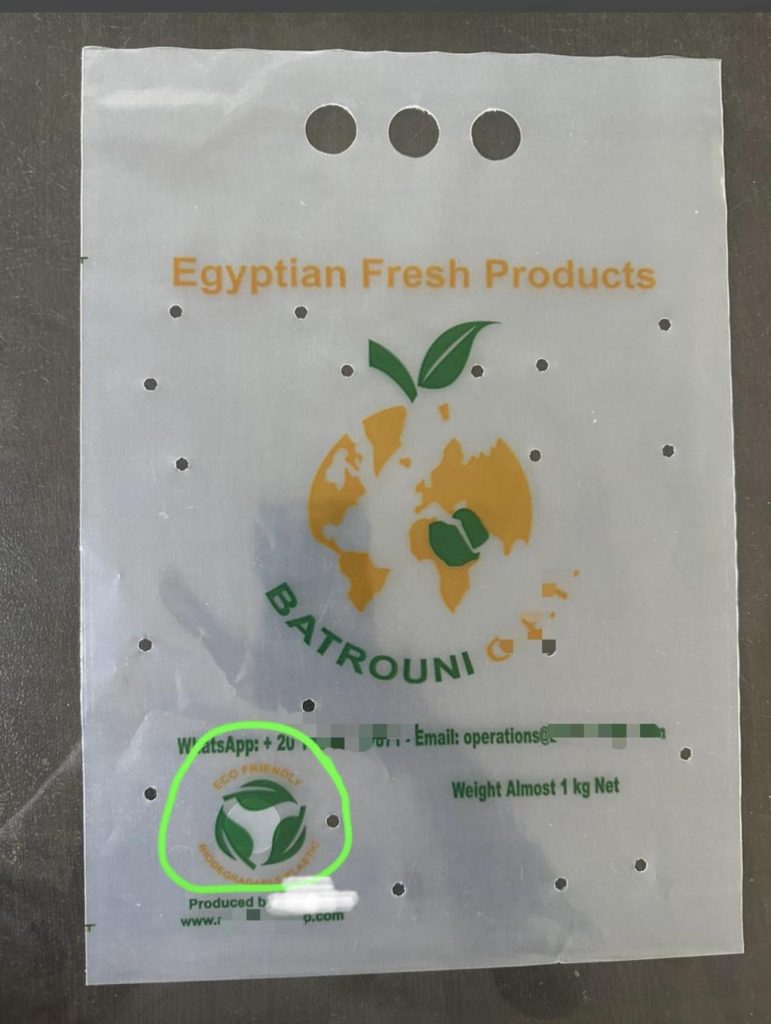 Egyptian Fresh Products
BATROUNI
WhatsApp: + 20 - Email: operations@
Weight Almost 1 kg Net
ECO FRIENDLY
BIODEGRADABLE PLASTIC
Produced by
www.